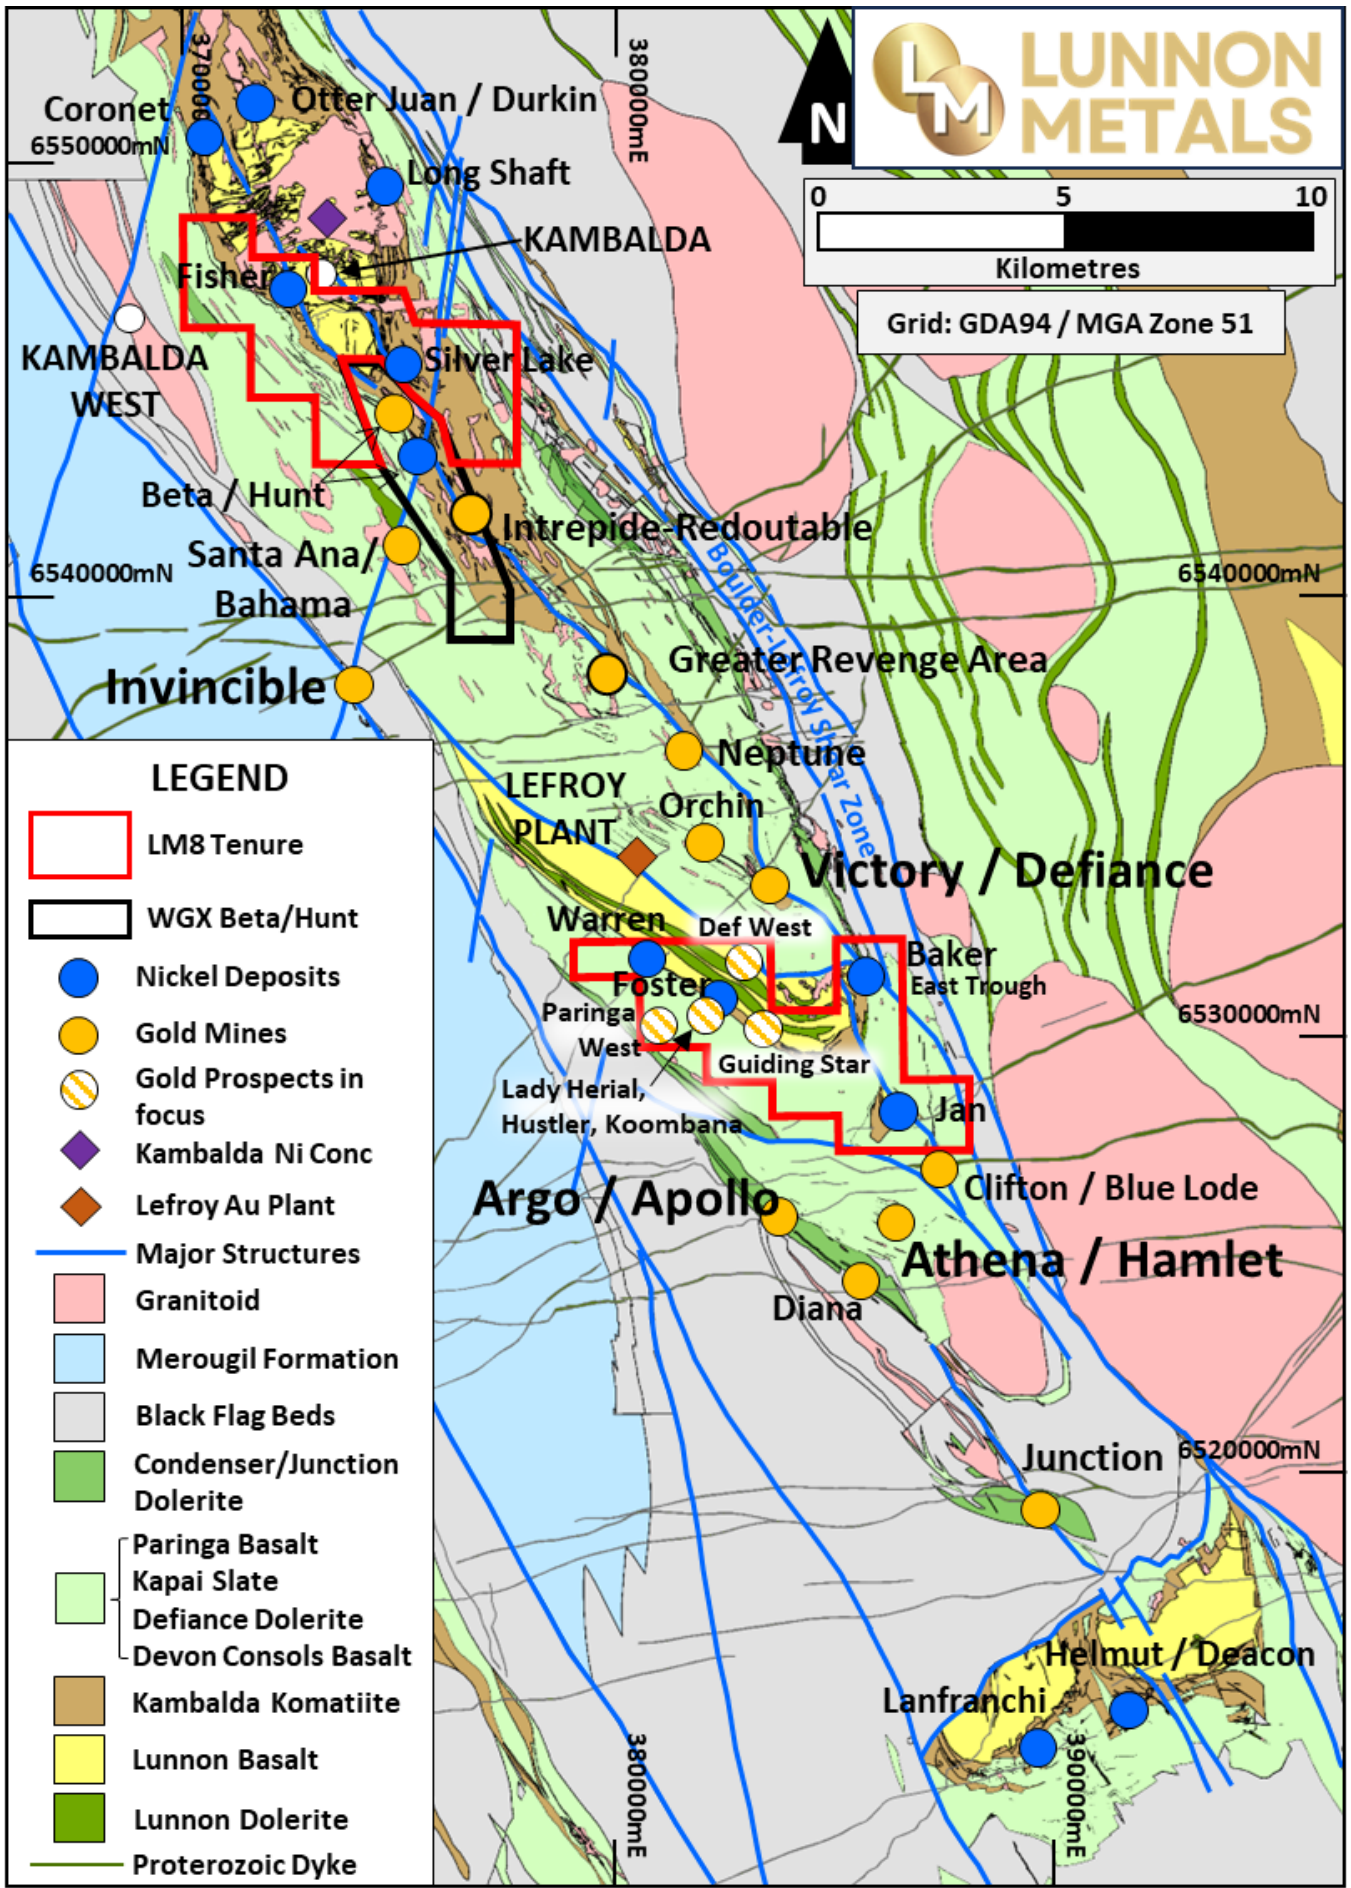 LUNNON
METALS
LM
N
0 5 10
Kilometres
Grid: GDA94 / MGA Zone 51
370000
380000mE
Coronet
6550000mN
Otter Juan / Durkin
Long Shaft
KAMBALDA
Fisher
KAMBALDA
WEST
Silver Lake
Beta / Hunt
Intrepide-Redoutable
Santa Ana/
Bahama
6540000mN
6540000mN
Boulder-Lefroy Shear Zone
Invincible
Greater Revenge Area
Neptune
LEFROY
PLANT
Orchin
Victory / Defiance
Warren
Def West
Baker
East Trough
Foster
Paringa
West
6530000mN
Guiding Star
Lady Herial,
Hustler, Koombana
Jan
Clifton / Blue Lode
Argo / Apollo
Athena / Hamlet
Diana
Junction
6520000mN
Helmut / Deacon
Lanfranchi
380000mE
390000mE
LEGEND
LM8 Tenure
WGX Beta/Hunt
Nickel Deposits
Gold Mines
Gold Prospects in
focus
Kambalda Ni Conc
Lefroy Au Plant
Major Structures
Granitoid
Merougil Formation
Black Flag Beds
Condenser/Junction
Dolerite
Paringa Basalt
Kapai Slate
Defiance Dolerite
Devon Consols Basalt
Kambalda Komatiite
Lunnon Basalt
Lunnon Dolerite
Proterozoic Dyke